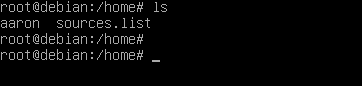 root@debian:/home# ls
aaron  sources.list
root@debian:/home#
root@debian:/home# _